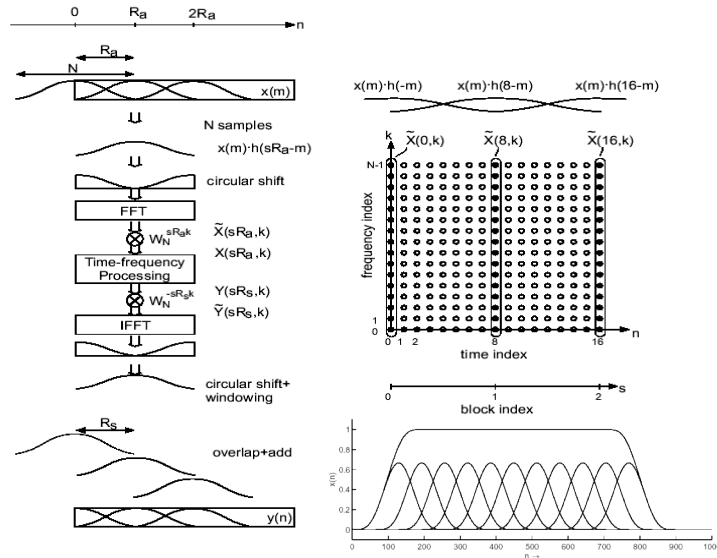 0 Rₐ 2Rₐ n
Rₐ
N
x(m)
N samples
x(m)·h(sRₐ-m)
circular shift
FFT
W_N^sRₐk
X̃(sRₐ,k)
X(sRₐ,k)
Time-frequency
Processing
W_N^-sRₛk
Y(sRₛ,k)
Ỹ(sRₛ,k)
IFFT
circular shift+
windowing
Rₛ
overlap+add
y(n)
x(m)·h(-m) x(m)·h(8-m) x(m)·h(16-m)
k X̃(0,k) X̃(8,k) X̃(16,k)
N-1
frequency index
1
0
0 1 2 8 16 n
time index
0 1 2 s
block index
1
0.8
0.6
0.4
0.2
0
x(n)
0 100 200 300 400 500 600 700 800 900 1000
n →